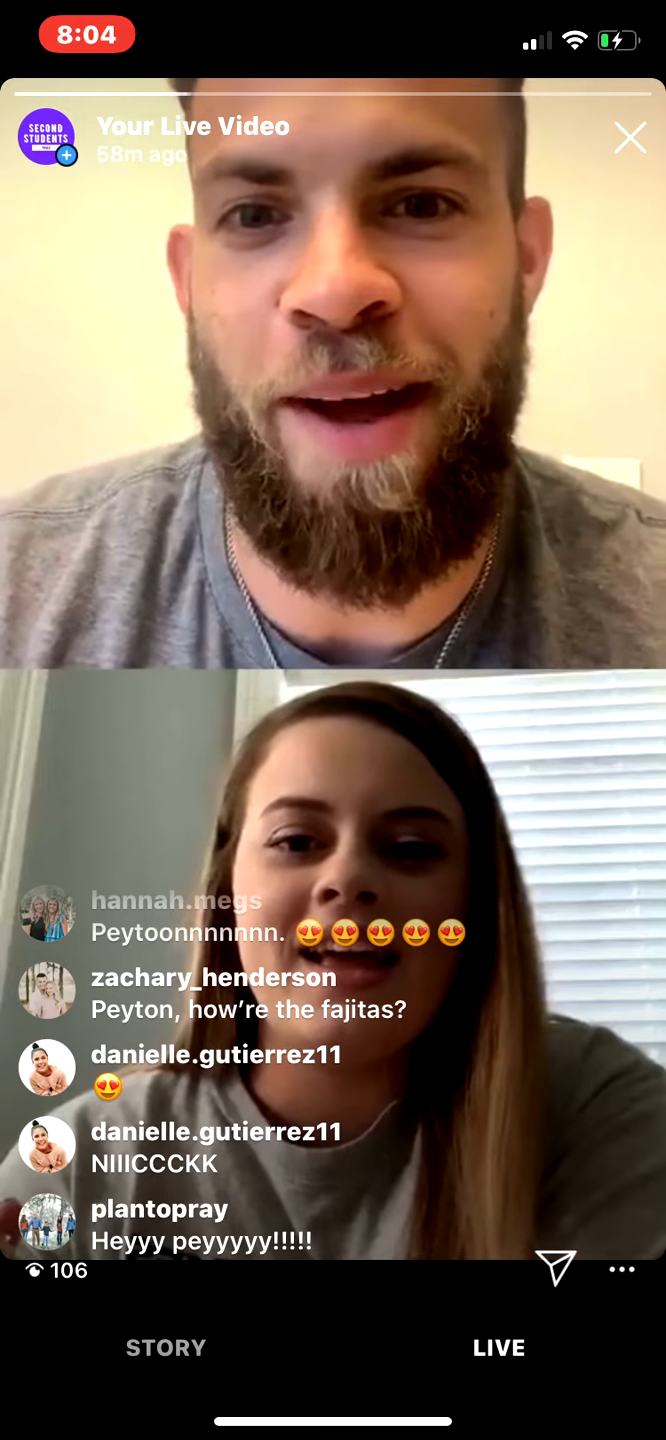 8:04
SECOND
STUDENTS
Your Live Video
58m ago
hannah.megs
Peytoonnnnnnn. 😍😍😍😍😍
zachary_henderson
Peyton, how're the fajitas?
danielle.gutierrez11
😍
danielle.gutierrez11
NIIICCCKK
plantopray
Heyyy peyyyyy!!!!!
106
STORY
LIVE